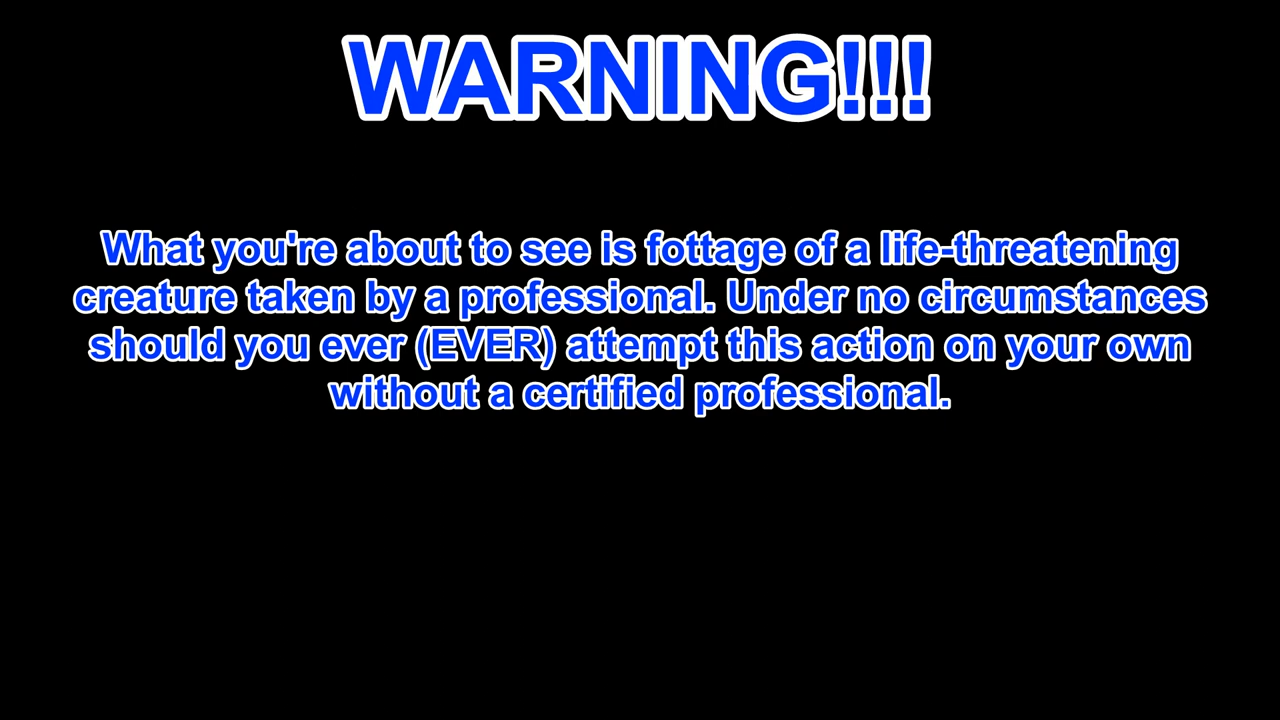 WARNING!!!
What you're about to see is fottage of a life-threatening
creature taken by a professional. Under no circumstances
should you ever (EVER) attempt this action on your own
without a certified professional.